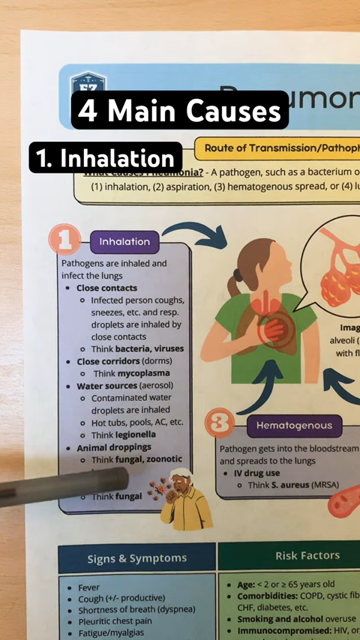 EZ
4 Main Causes
1. Inhalation
Route of Transmission/Pathoph
What Causes Pneumonia? - A pathogen, such as a bacterium o
(1) inhalation, (2) aspiration, (3) hematogenous spread, or (4) lu
1 Inhalation
Pathogens are inhaled and
infect the lungs
Close contacts
Infected person coughs,
sneezes, etc. and resp.
droplets are inhaled by
close contacts
Think bacteria, viruses
Close corridors (dorms)
Think mycoplasma
Water sources (aerosol)
Contaminated water
droplets are inhaled
Hot tubs, pools, AC, etc.
Think legionella
Animal droppings
Think fungal, zoonotic
Think fungal
Imag
alveoli (
with fl
3 Hematogenous
Pathogen gets into the bloodstream
and spreads to the lungs
IV drug use
Think S. aureus (MRSA)
Signs & Symptoms
Fever
Cough (+/- productive)
Shortness of breath (dyspnea)
Pleuritic chest pain
Fatigue/myalgias
Risk Factors
Age: < 2 or ≥ 65 years old
Comorbidities: COPD, cystic fib
CHF, diabetes, etc.
Smoking and alcohol overuse
Immunocompromised: HIV, or